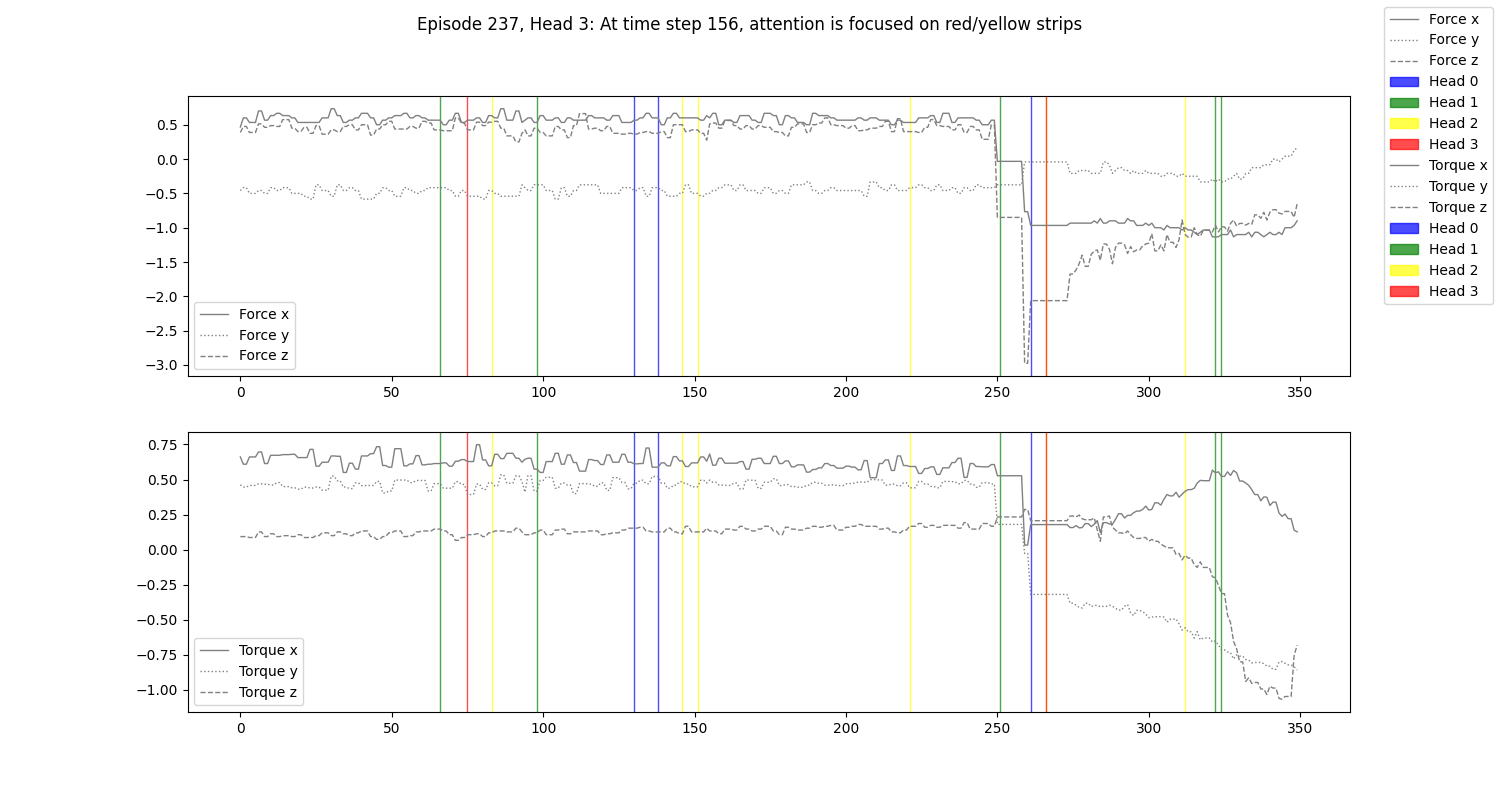 Episode 237, Head 3: At time step 156, attention is focused on red/yellow strips
Force x
Force y
Force z
Head 0
Head 1
Head 2
Head 3
Torque x
Torque y
Torque z
Head 0
Head 1
Head 2
Head 3
0.5
0.0
−0.5
−1.0
−1.5
−2.0
−2.5
−3.0
Force x
Force y
Force z
0 50 100 150 200 250 300 350
0.75
0.50
0.25
0.00
−0.25
−0.50
−0.75
−1.00
Torque x
Torque y
Torque z
0 50 100 150 200 250 300 350